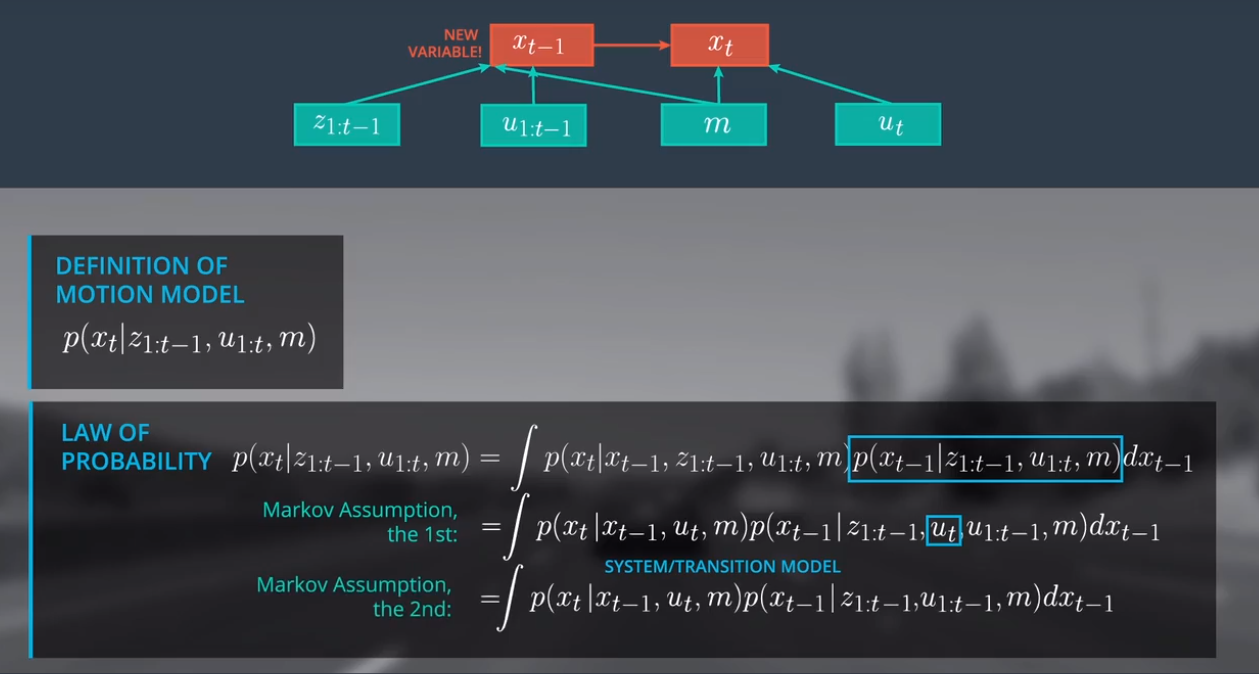 NEW
VARIABLE!
x_{t−1}
x_t
z_{1:t−1}
u_{1:t−1}
m
u_t
DEFINITION OF
MOTION MODEL
p(x_t|z_{1:t−1}, u_{1:t}, m)
LAW OF
PROBABILITY
p(x_t|z_{1:t−1}, u_{1:t}, m) = ∫ p(x_t|x_{t−1}, z_{1:t−1}, u_{1:t}, m)p(x_{t−1}|z_{1:t−1}, u_{1:t}, m)dx_{t−1}
Markov Assumption,
the 1st:
=∫ p(x_t|x_{t−1}, u_t, m)p(x_{t−1}|z_{1:t−1}, u_t, u_{1:t−1}, m)dx_{t−1}
SYSTEM/TRANSITION MODEL
Markov Assumption,
the 2nd:
=∫ p(x_t|x_{t−1}, u_t, m)p(x_{t−1}|z_{1:t−1},u_{1:t−1}, m)dx_{t−1}